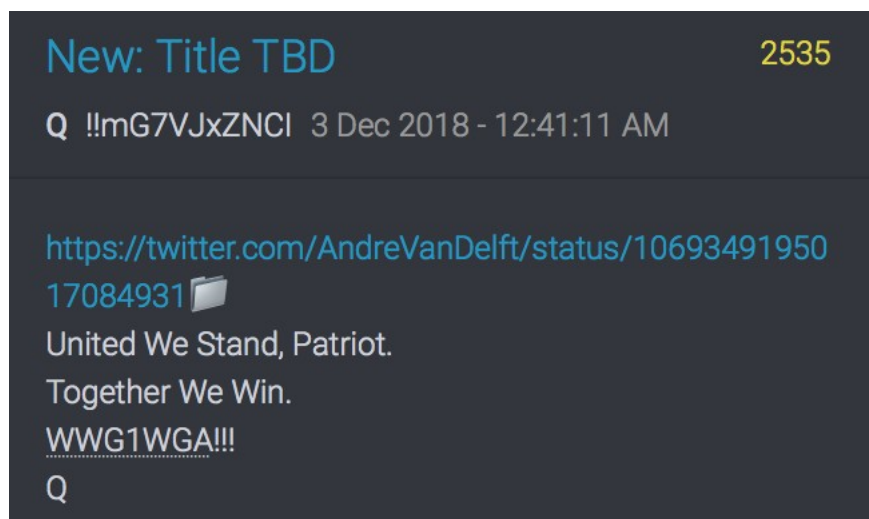 New: Title TBD
2535
Q !!mG7VJxZNCI 3 Dec 2018 - 12:41:11 AM
https://twitter.com/AndreVanDelft/status/10693491950
17084931
United We Stand, Patriot.
Together We Win.
WWG1WGA!!!
Q